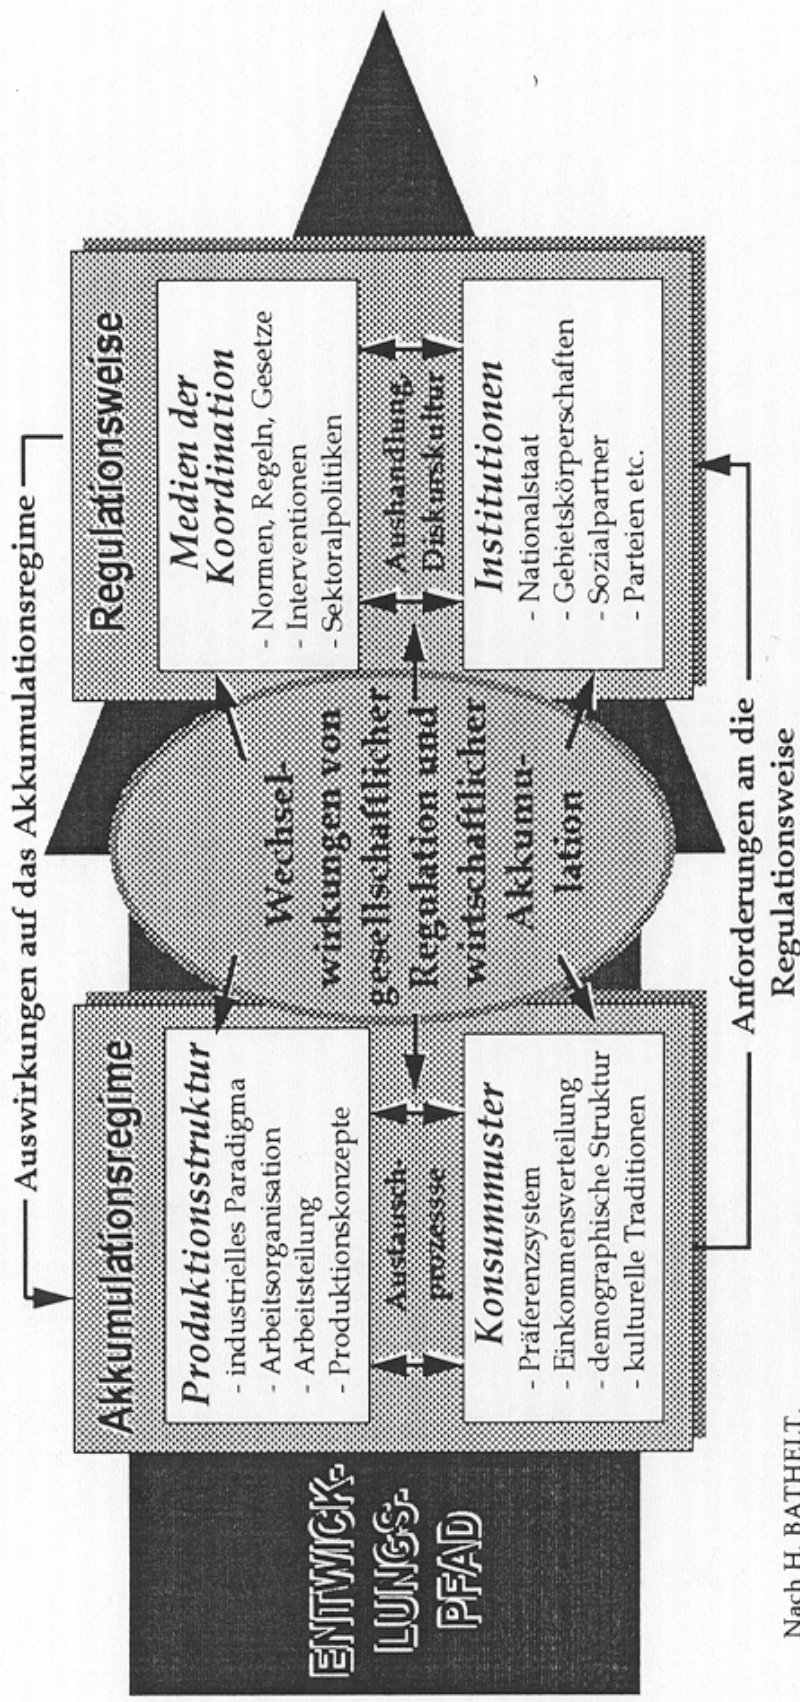 Auswirkungen auf das Akkumulationsregime
Akkumulationsregime
Produktionsstruktur
- industrielles Paradigma
- Arbeitsorganisation
- Arbeitsteilung
- Produktionskonzepte
Austausch-
prozessse
Konsummuster
- Präferenzsystem
- Einkommensverteilung
- demographische Struktur
- kulturelle Traditionen
Wechsel-
wirkungen von
gesellschaftlicher
Regulation und
wirtschaftlicher
Akkumu-
lation
Regulationsweise
Medien der
Koordination
- Normen, Regeln, Gesetze
- Interventionen
- Sektoralpolitiken
Aushandlung,
Diskurskultur
Institutionen
- Nationalstaat
- Gebietskörperschaften
- Sozialpartner
- Parteien etc.
ENTWICK-
LUNGS-
PFAD
Anforderungen an die
Regulationsweise
Nach H. BATHELT,